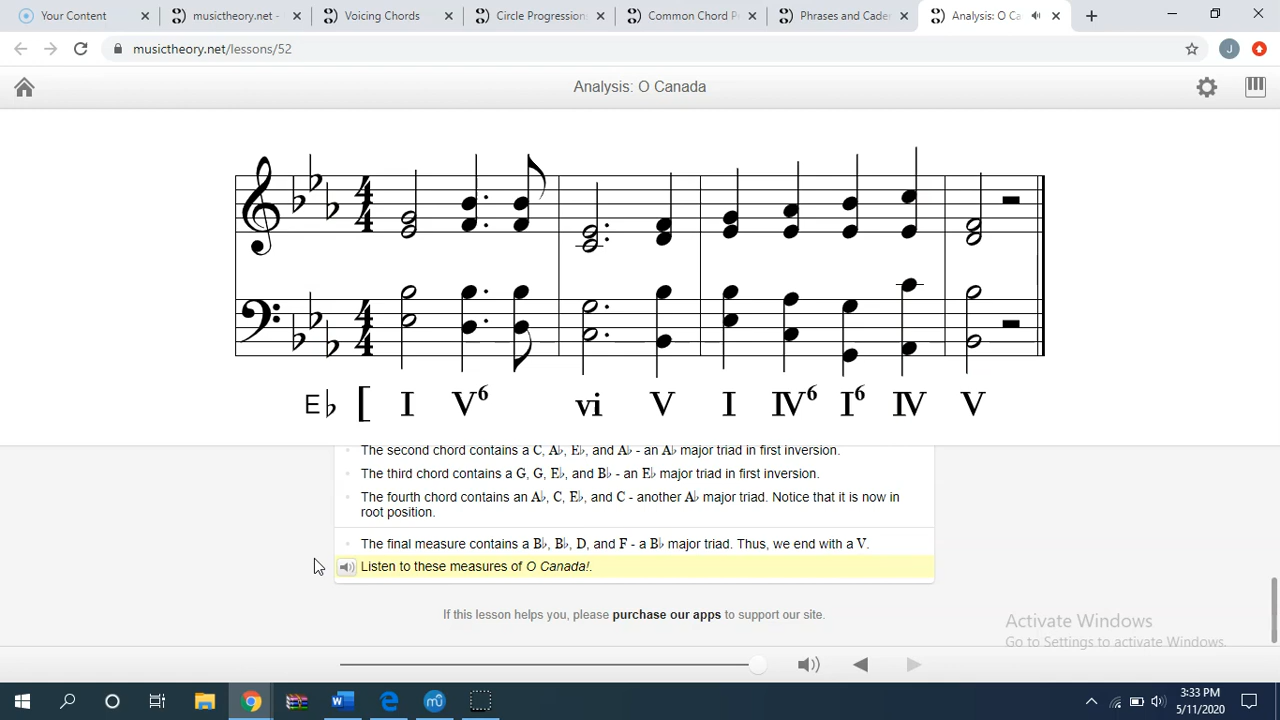 Your Content
musictheory.net -
Voicing Chords
Circle Progression
Common Chord P
Phrases and Caden
Analysis: O Ca
musictheory.net/lessons/52
J
Analysis: O Canada
4 4
4 4
E♭ [ I V6 vi V I IV6 I6 IV V
The second chord contains a C, A♭, E♭, and A♭ - an A♭ major triad in first inversion.
The third chord contains a G, G, E♭, and B♭ - an E♭ major triad in first inversion.
The fourth chord contains an A♭, C, E♭, and C - another A♭ major triad. Notice that it is now in
root position.
The final measure contains a B♭, B♭, D, and F - a B♭ major triad. Thus, we end with a V.
Listen to these measures of O Canada!.
If this lesson helps you, please purchase our apps to support our site.
Activate Windows
Go to Settings to activate Windows.
3:33 PM
5/11/2020